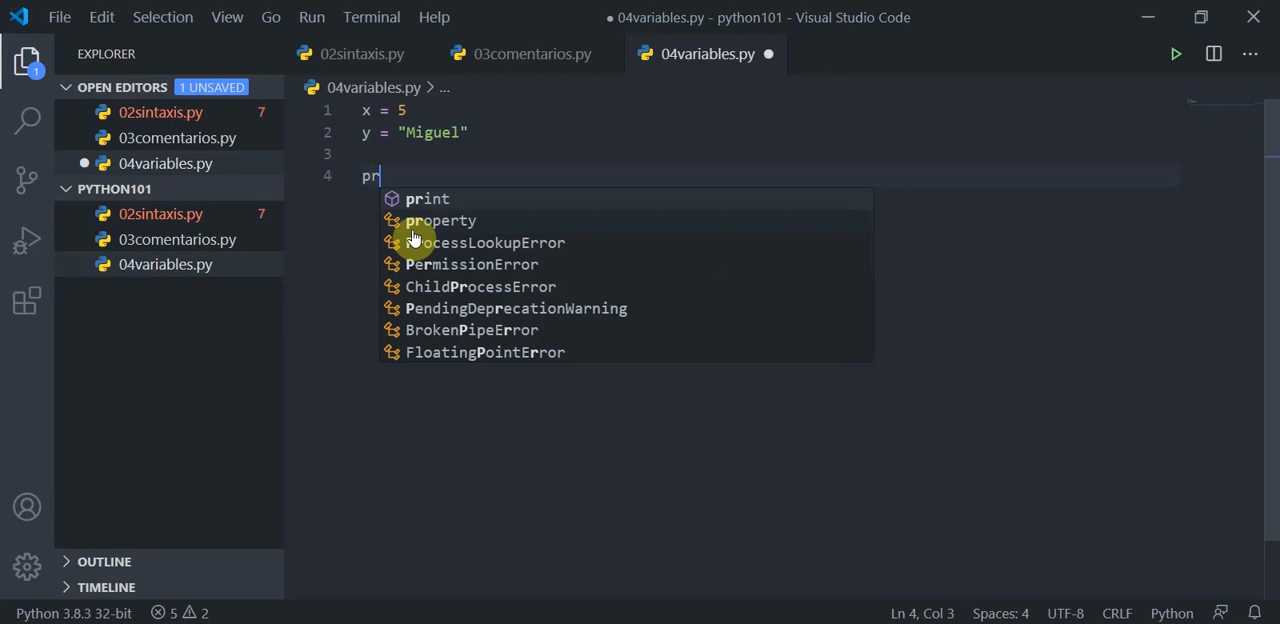 File Edit Selection View Go Run Terminal Help ● 04variables.py - python101 - Visual Studio Code
EXPLORER
02sintaxis.py 03comentarios.py 04variables.py
OPEN EDITORS 1 UNSAVED
04variables.py > ...
02sintaxis.py 7
03comentarios.py
04variables.py
PYTHON101
02sintaxis.py 7
03comentarios.py
04variables.py
1
OUTLINE
TIMELINE
1 x = 5
2 y = "Miguel"
3
4 pr
print
property
ProcessLookupError
PermissionError
ChildProcessError
PendingDeprecationWarning
BrokenPipeError
FloatingPointError
Python 3.8.3 32-bit 5 2 Ln 4, Col 3 Spaces: 4 UTF-8 CRLF Python